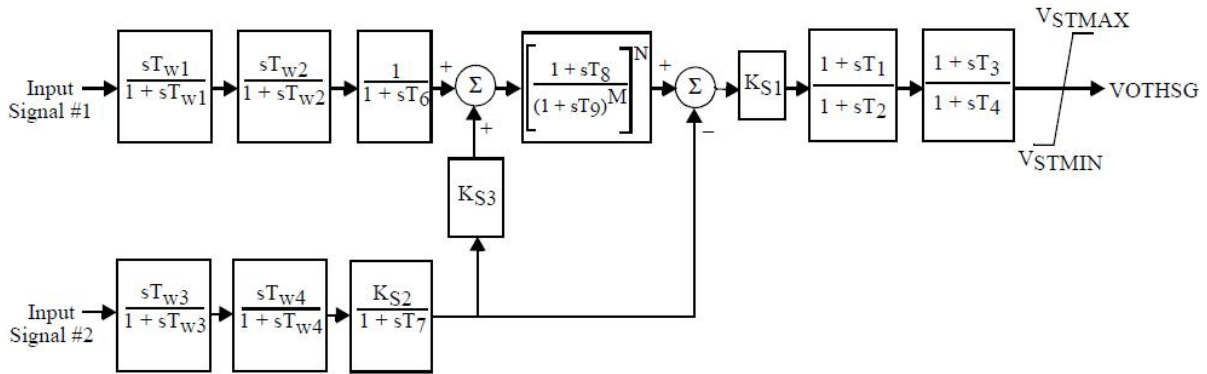 Input
Signal #1
sTw1
1 + sTw1
sTw2
1 + sTw2
1
1 + sT6
+
Σ
+
[ 1 + sT8
(1 + sT9)M ]N
+
Σ
−
KS1
1 + sT1
1 + sT2
1 + sT3
1 + sT4
VSTMAX
VSTMIN
VOTHSG
KS3
Input
Signal #2
sTw3
1 + sTw3
sTw4
1 + sTw4
KS2
1 + sT7